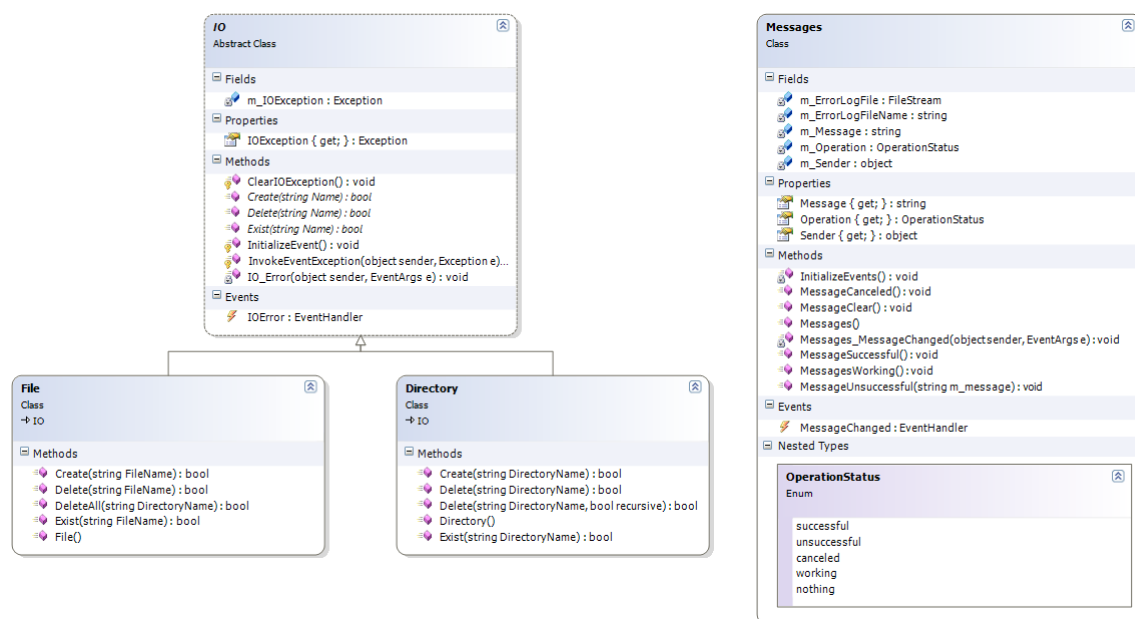 IO
Abstract Class
Fields
m_IOException : Exception
Properties
IOException { get; } : Exception
Methods
ClearIOException() : void
Create(string Name) : bool
Delete(string Name) : bool
Exist(string Name) : bool
InitializeEvent() : void
InvokeEventException(object sender, Exception e)...
IO_Error(object sender, EventArgs e) : void
Events
IOError : EventHandler
File
Class
IO
Methods
Create(string FileName) : bool
Delete(string FileName) : bool
DeleteAll(string DirectoryName) : bool
Exist(string FileName) : bool
File()
Directory
Class
IO
Methods
Create(string DirectoryName) : bool
Delete(string DirectoryName) : bool
Delete(string DirectoryName, bool recursive) : bool
Directory()
Exist(string DirectoryName) : bool
Messages
Class
Fields
m_ErrorLogFile : FileStream
m_ErrorLogFileName : string
m_Message : string
m_Operation : OperationStatus
m_Sender : object
Properties
Message { get; } : string
Operation { get; } : OperationStatus
Sender { get; } : object
Methods
InitializeEvents() : void
MessageCanceled() : void
MessageClear() : void
Messages()
Messages_MessageChanged(object sender, EventArgs e) : void
MessageSuccessful() : void
MessagesWorking() : void
MessageUnsuccessful(string m_message) : void
Events
MessageChanged : EventHandler
Nested Types
OperationStatus
Enum
successful
unsuccessful
canceled
working
nothing